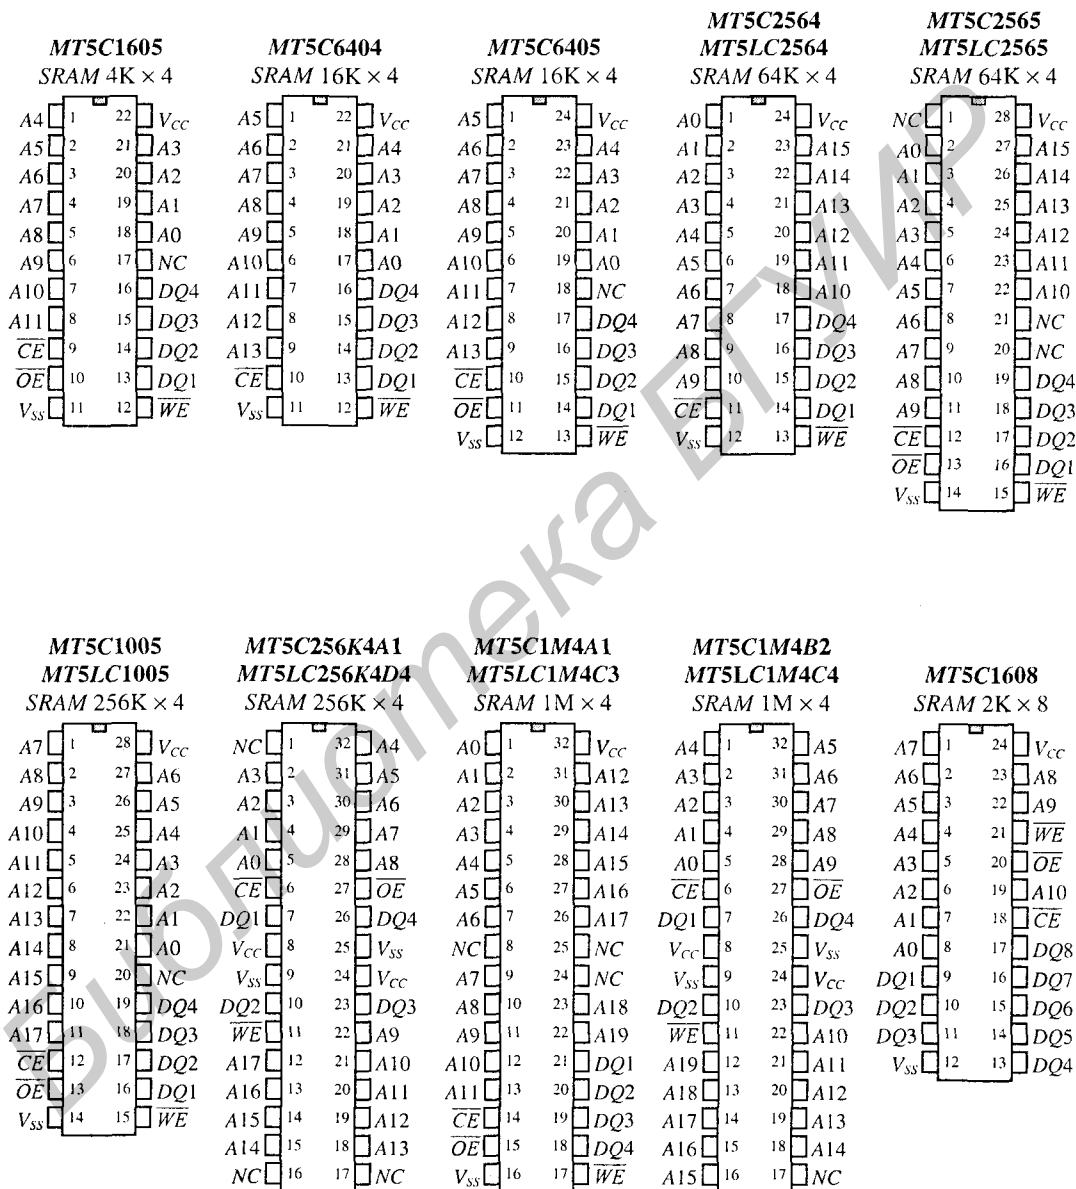 MT5C1605
SRAM 4K × 4
A4 1 22 VCC
A5 2 21 A3
A6 3 20 A2
A7 4 19 A1
A8 5 18 A0
A9 6 17 NC
A10 7 16 DQ4
A11 8 15 DQ3
CE 9 14 DQ2
OE 10 13 DQ1
VSS 11 12 WE
MT5C6404
SRAM 16K × 4
A5 1 22 VCC
A6 2 21 A4
A7 3 20 A3
A8 4 19 A2
A9 5 18 A1
A10 6 17 A0
A11 7 16 DQ4
A12 8 15 DQ3
A13 9 14 DQ2
CE 10 13 DQ1
VSS 11 12 WE
MT5C6405
SRAM 16K × 4
A5 1 24 VCC
A6 2 23 A4
A7 3 22 A3
A8 4 21 A2
A9 5 20 A1
A10 6 19 A0
A11 7 18 NC
A12 8 17 DQ4
A13 9 16 DQ3
CE 10 15 DQ2
OE 11 14 DQ1
VSS 12 13 WE
MT5C2564
MT5LC2564
SRAM 64K × 4
A0 1 24 VCC
A1 2 23 A15
A2 3 22 A14
A3 4 21 A13
A4 5 20 A12
A5 6 19 A11
A6 7 18 A10
A7 8 17 DQ4
A8 9 16 DQ3
A9 10 15 DQ2
CE 11 14 DQ1
VSS 12 13 WE
MT5C2565
MT5LC2565
SRAM 64K × 4
NC 1 28 VCC
A0 2 27 A15
A1 3 26 A14
A2 4 25 A13
A3 5 24 A12
A4 6 23 A11
A5 7 22 A10
A6 8 21 NC
A7 9 20 NC
A8 10 19 DQ4
A9 11 18 DQ3
CE 12 17 DQ2
OE 13 16 DQ1
VSS 14 15 WE
MT5C1005
MT5LC1005
SRAM 256K × 4
A7 1 28 VCC
A8 2 27 A6
A9 3 26 A5
A10 4 25 A4
A11 5 24 A3
A12 6 23 A2
A13 7 22 A1
A14 8 21 A0
A15 9 20 NC
A16 10 19 DQ4
A17 11 18 DQ3
CE 12 17 DQ2
OE 13 16 DQ1
VSS 14 15 WE
MT5C256K4A1
MT5LC256K4D4
SRAM 256K × 4
NC 1 32 A4
A3 2 31 A5
A2 3 30 A6
A1 4 29 A7
A0 5 28 A8
CE 6 27 OE
DQ1 7 26 DQ4
VCC 8 25 VSS
VSS 9 24 VCC
DQ2 10 23 DQ3
WE 11 22 A9
A17 12 21 A10
A16 13 20 A11
A15 14 19 A12
A14 15 18 A13
NC 16 17 NC
MT5C1M4A1
MT5LC1M4C3
SRAM 1M × 4
A0 1 32 VCC
A1 2 31 A12
A2 3 30 A13
A3 4 29 A14
A4 5 28 A15
A5 6 27 A16
A6 7 26 A17
NC 8 25 NC
A7 9 24 NC
A8 10 23 A18
A9 11 22 A19
A10 12 21 DQ1
A11 13 20 DQ2
CE 14 19 DQ3
OE 15 18 DQ4
VSS 16 17 WE
MT5C1M4B2
MT5LC1M4C4
SRAM 1M × 4
A4 1 32 A5
A3 2 31 A6
A2 3 30 A7
A1 4 29 A8
A0 5 28 A9
CE 6 27 OE
DQ1 7 26 DQ4
VCC 8 25 VSS
VSS 9 24 VCC
DQ2 10 23 DQ3
WE 11 22 A10
A19 12 21 A11
A18 13 20 A12
A17 14 19 A13
A16 15 18 A14
A15 16 17 NC
MT5C1608
SRAM 2K × 8
A7 1 24 VCC
A6 2 23 A8
A5 3 22 A9
A4 4 21 WE
A3 5 20 OE
A2 6 19 A10
A1 7 18 CE
A0 8 17 DQ8
DQ1 9 16 DQ7
DQ2 10 15 DQ6
DQ3 11 14 DQ5
VSS 12 13 DQ4
Библиотека БГУИР